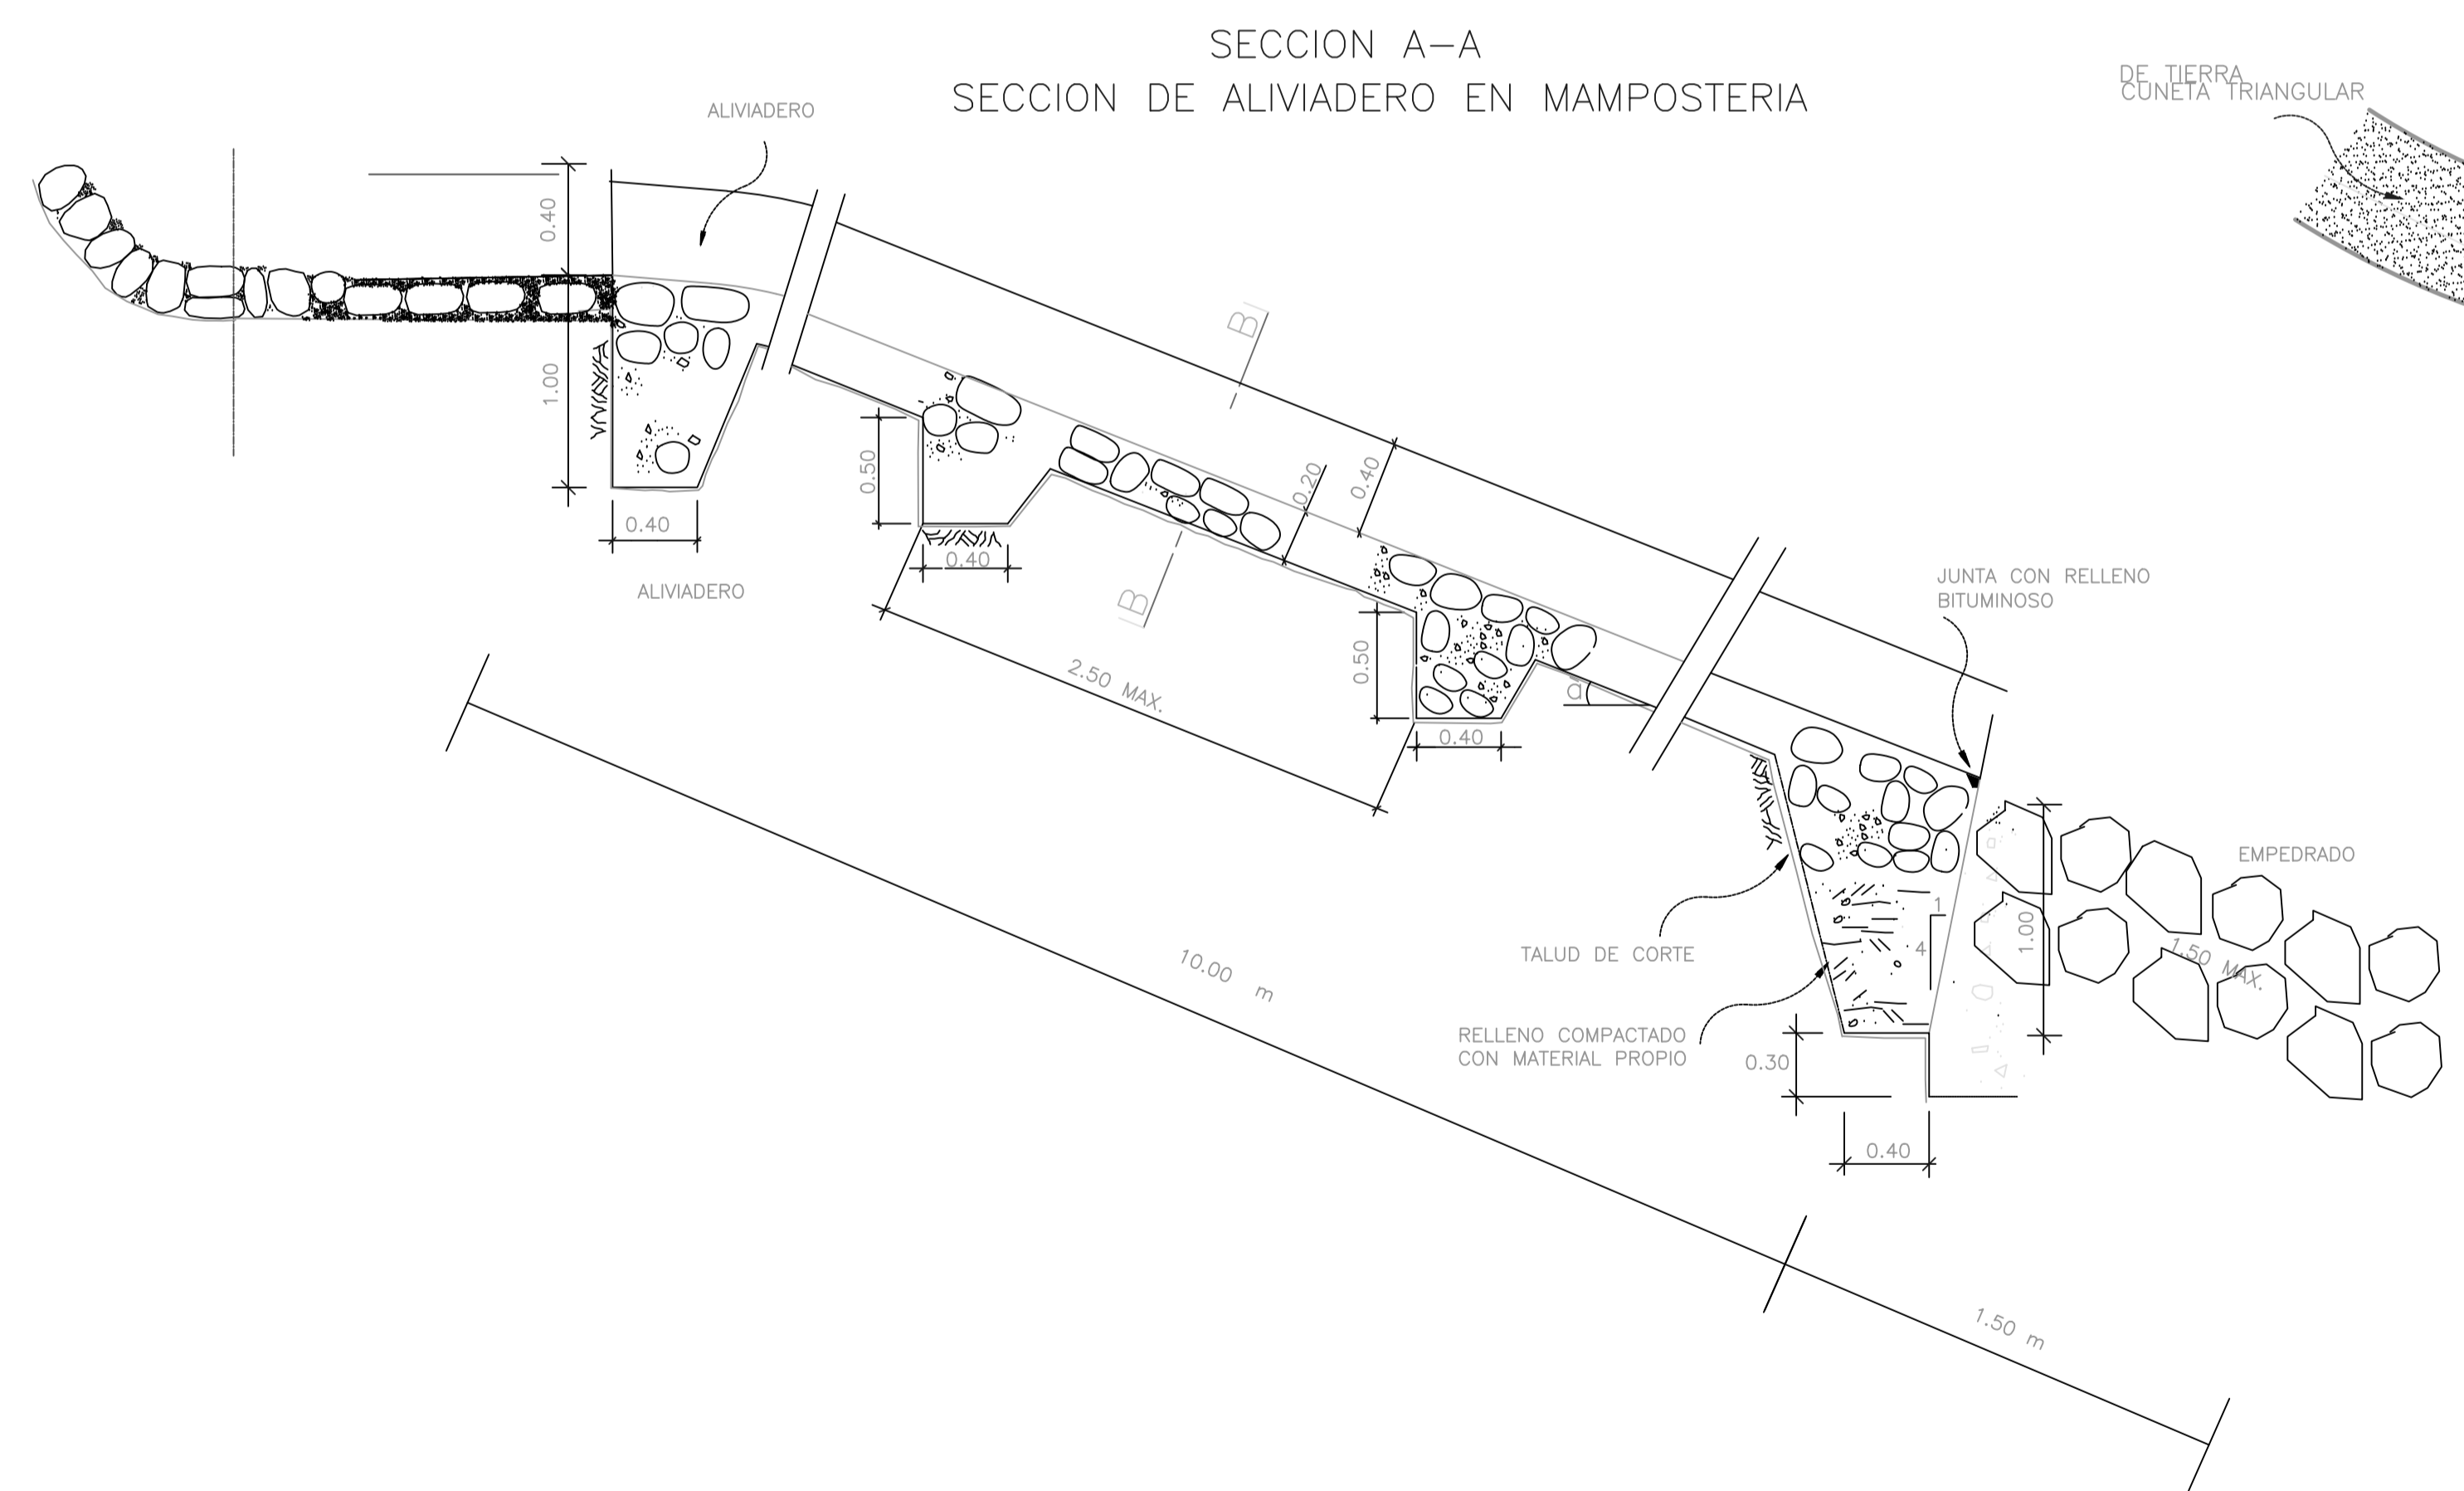 SECCION A-A
SECCION DE ALIVIADERO EN MAMPOSTERIA
DE TIERRA
CUNETA TRIANGULAR
ALIVIADERO
0.40
1.00
0.40
ALIVIADERO
0.50
0.40
B
B
0.20
0.40
2.50 MAX.
0.50
0.40
a
JUNTA CON RELLENO
BITUMINOSO
EMPEDRADO
1
4
1.00
1.50 MAX.
TALUD DE CORTE
RELLENO COMPACTADO
CON MATERIAL PROPIO
0.30
0.40
10.00 m
1.50 m